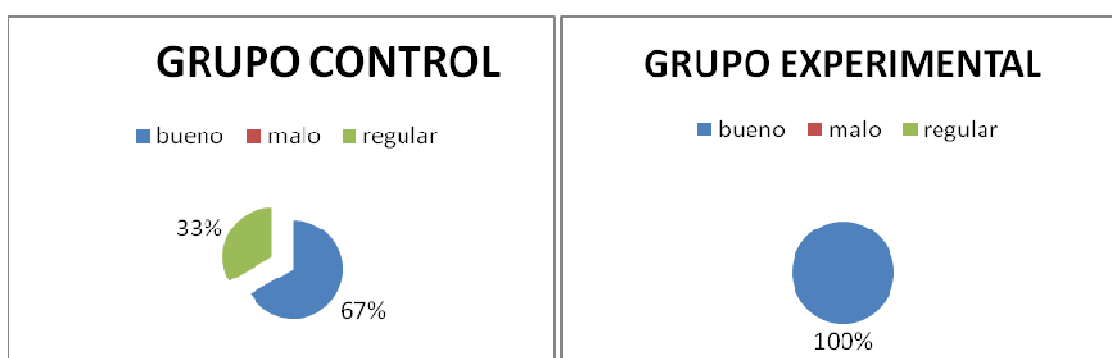 GRUPO CONTROL
bueno malo regular
33%
67%
GRUPO EXPERIMENTAL
bueno malo regular
100%